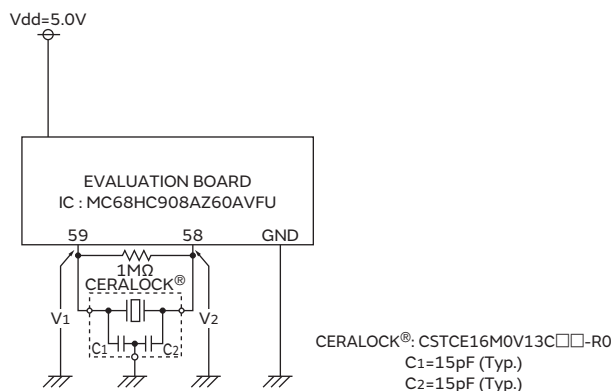 Vdd=5.0V
EVALUATION BOARD
IC : MC68HC908AZ60AVFU
59 58 GND
1MΩ
CERALOCK®
V1 V2
C1 C2
CERALOCK®: CSTCE16M0V13C□□-R0
C1=15pF (Typ.)
C2=15pF (Typ.)